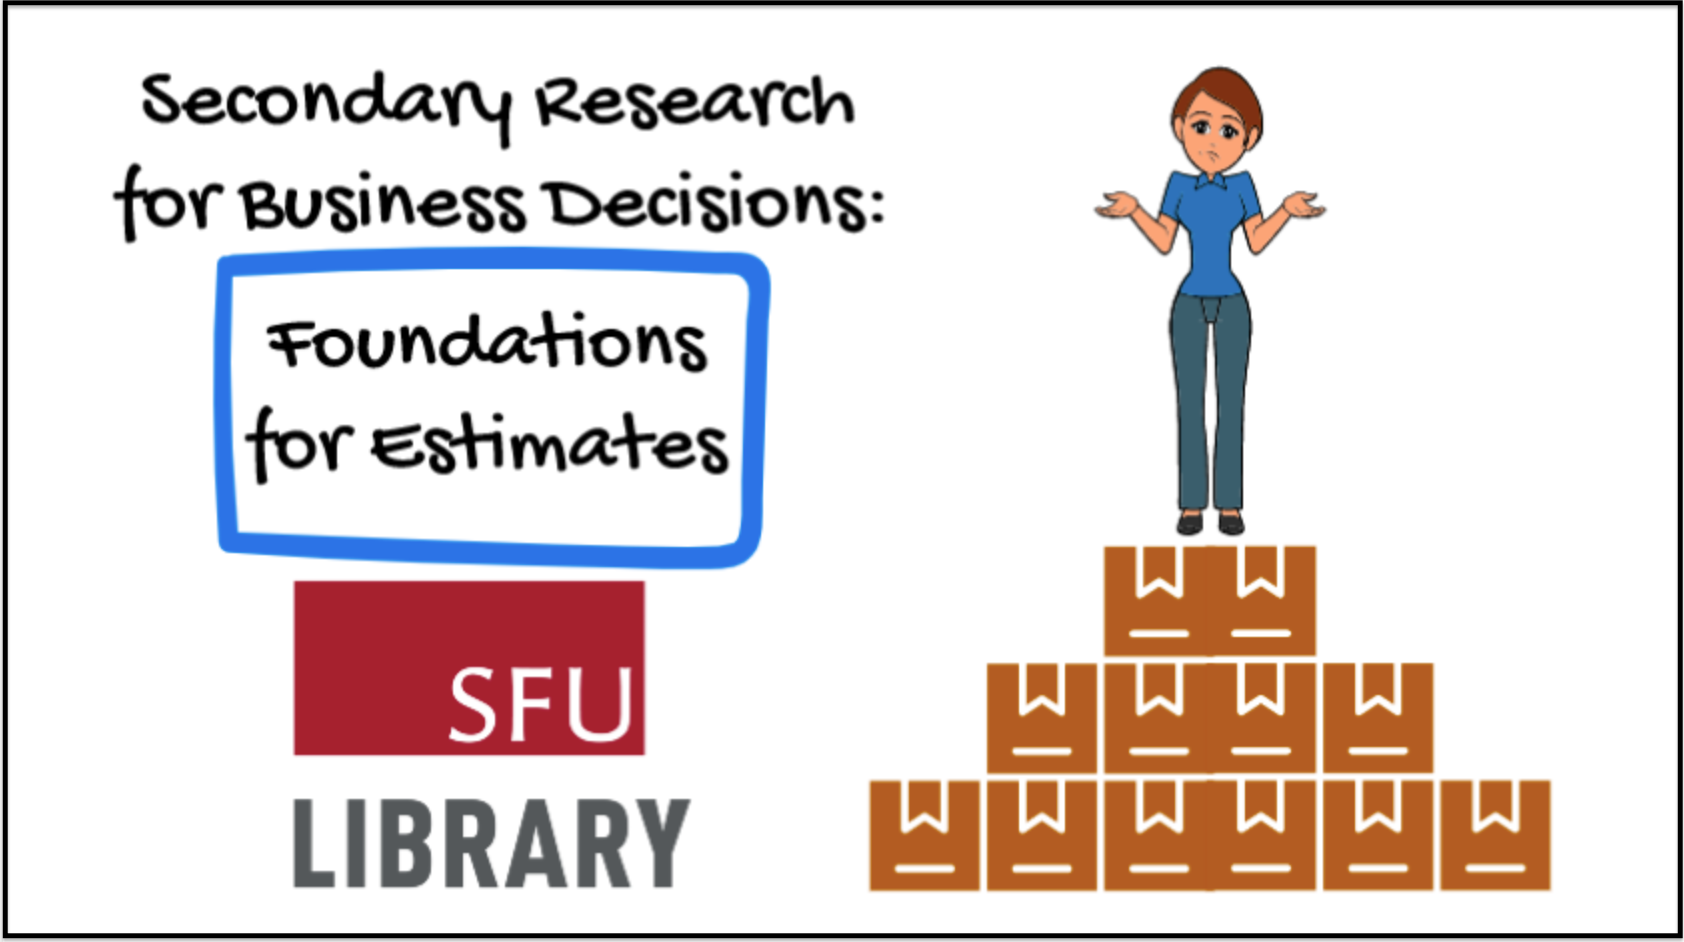 Secondary Research
for Business Decisions:
Foundations
for Estimates
SFU
LIBRARY